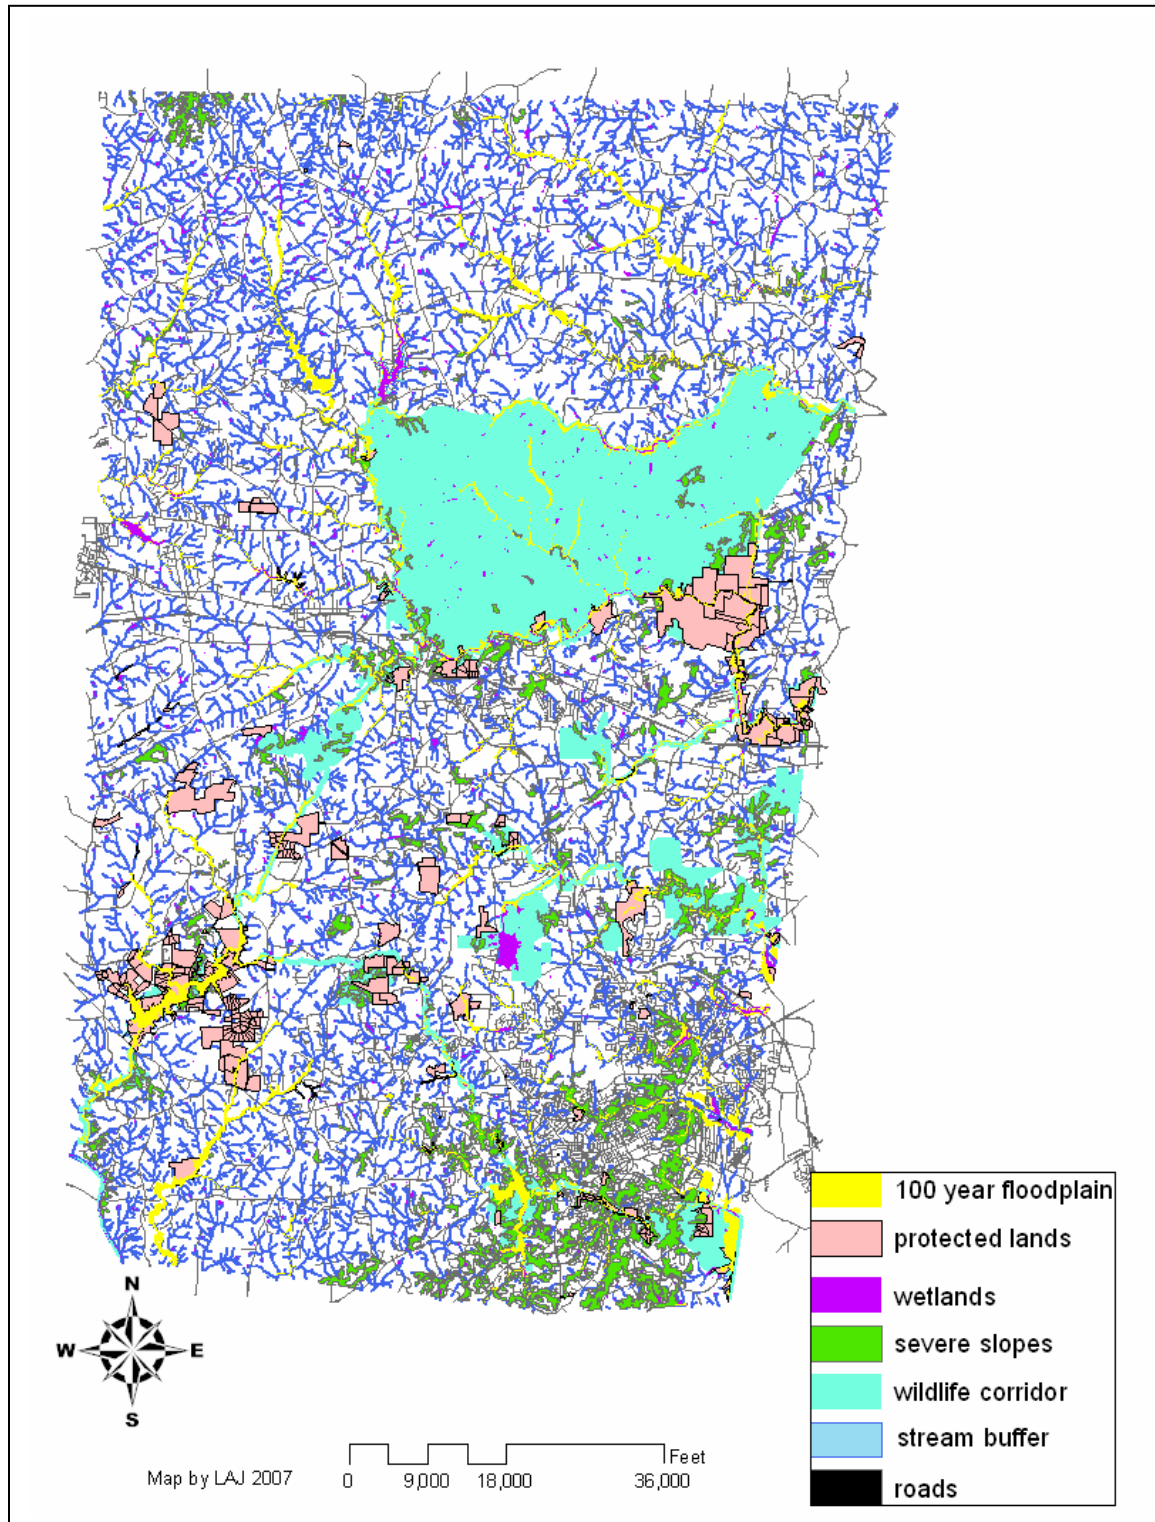 100 year floodplain
protected lands
wetlands
severe slopes
wildlife corridor
stream buffer
roads
N
W E
S
Feet
0 9,000 18,000 36,000
Map by LAJ 2007